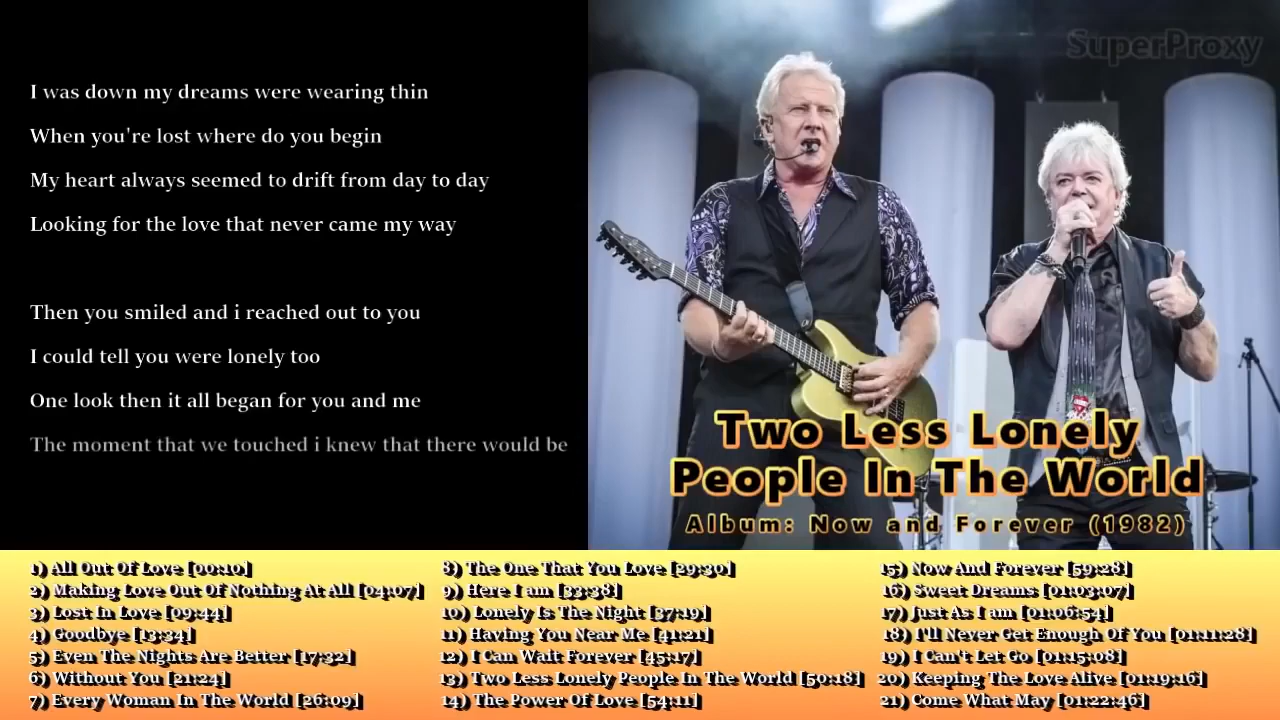 I was down my dreams were wearing thin
When you're lost where do you begin
My heart always seemed to drift from day to day
Looking for the love that never came my way
Then you smiled and i reached out to you
I could tell you were lonely too
One look then it all began for you and me
The moment that we touched i knew that there would be
SuperProxy
Two Less Lonely
People In The World
Album: Now and Forever (1982)
1) All Out Of Love [00:10]
2) Making Love Out Of Nothing At All [04:07]
3) Lost In Love [09:44]
4) Goodbye [13:34]
5) Even The Nights Are Better [17:32]
6) Without You [21:24]
7) Every Woman In The World [26:09]
8) The One That You Love [29:30]
9) Here I am [33:38]
10) Lonely Is The Night [37:19]
11) Having You Near Me [41:21]
12) I Can Wait Forever [45:17]
13) Two Less Lonely People In The World [50:18]
14) The Power Of Love [54:11]
15) Now And Forever [59:28]
16) Sweet Dreams [01:03:07]
17) Just As I am [01:06:54]
18) I'll Never Get Enough Of You [01:11:28]
19) I Can't Let Go [01:15:08]
20) Keeping The Love Alive [01:19:16]
21) Come What May [01:22:46]